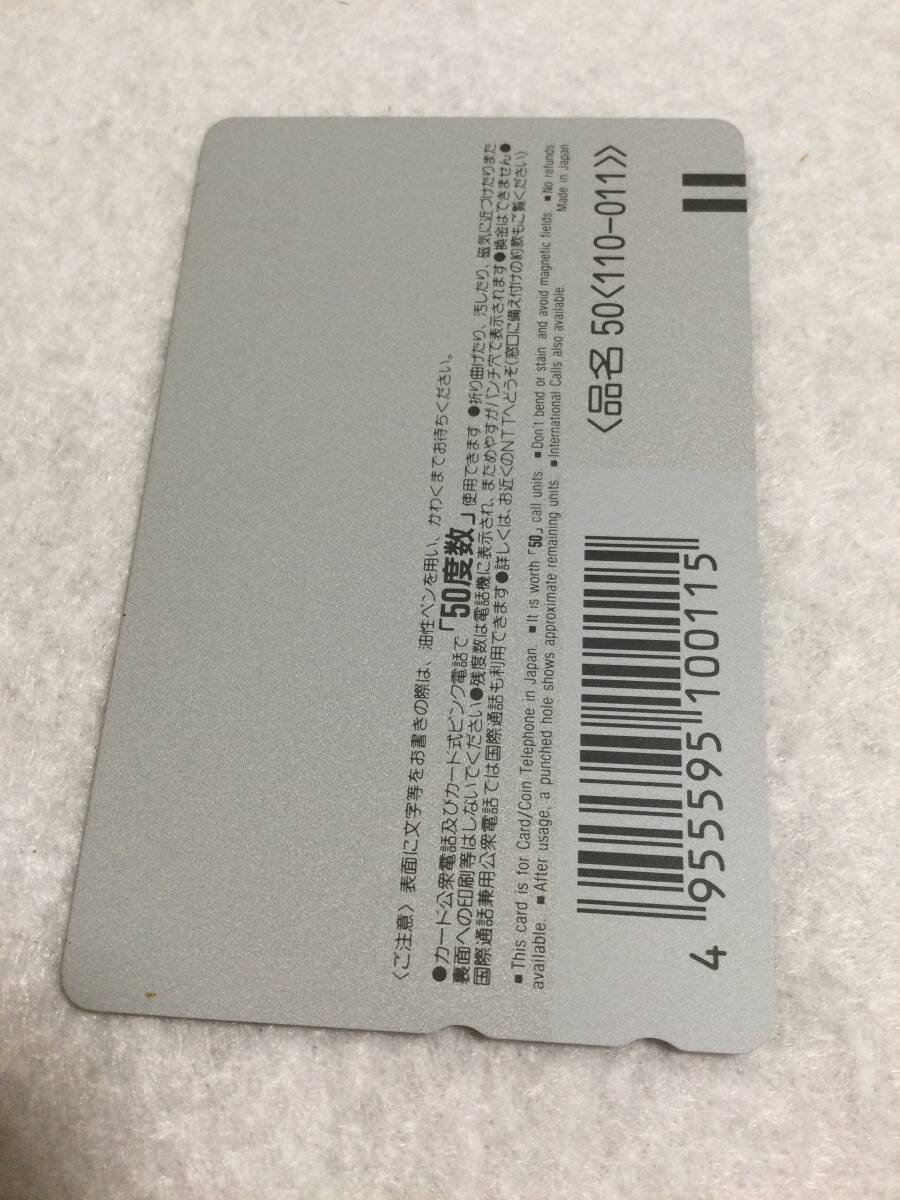 〈ご注意〉表面に文字等をお書きの際は、油性ペンを用い、かわくまでお待ちください。
●カード公衆電話及びカード式ピンク電話で「50度数」使用できます ●折り曲げたり、汚したり、磁気に近づけたりまた
裏面への印刷等はしないでください●残度数は電話機に表示され、まためやすがパンチ穴で表示されます●換金はできません●
国際通話兼用公衆電話では国際通話も利用できます●詳しくは、お近くのNTTへどうぞ(窓口に備え付けの約款もご覧ください)
■This card is for Card/Coin Telephone in Japan. ■It is worth「50」call units. ■Don't bend or stain and avoid magnetic fields. ■No refunds
available. ■After usage, a punched hole shows approximate remaining units. ■International Calls also available. Made in Japan
〈品名 50〈110-011〉〉
4 955595 100115